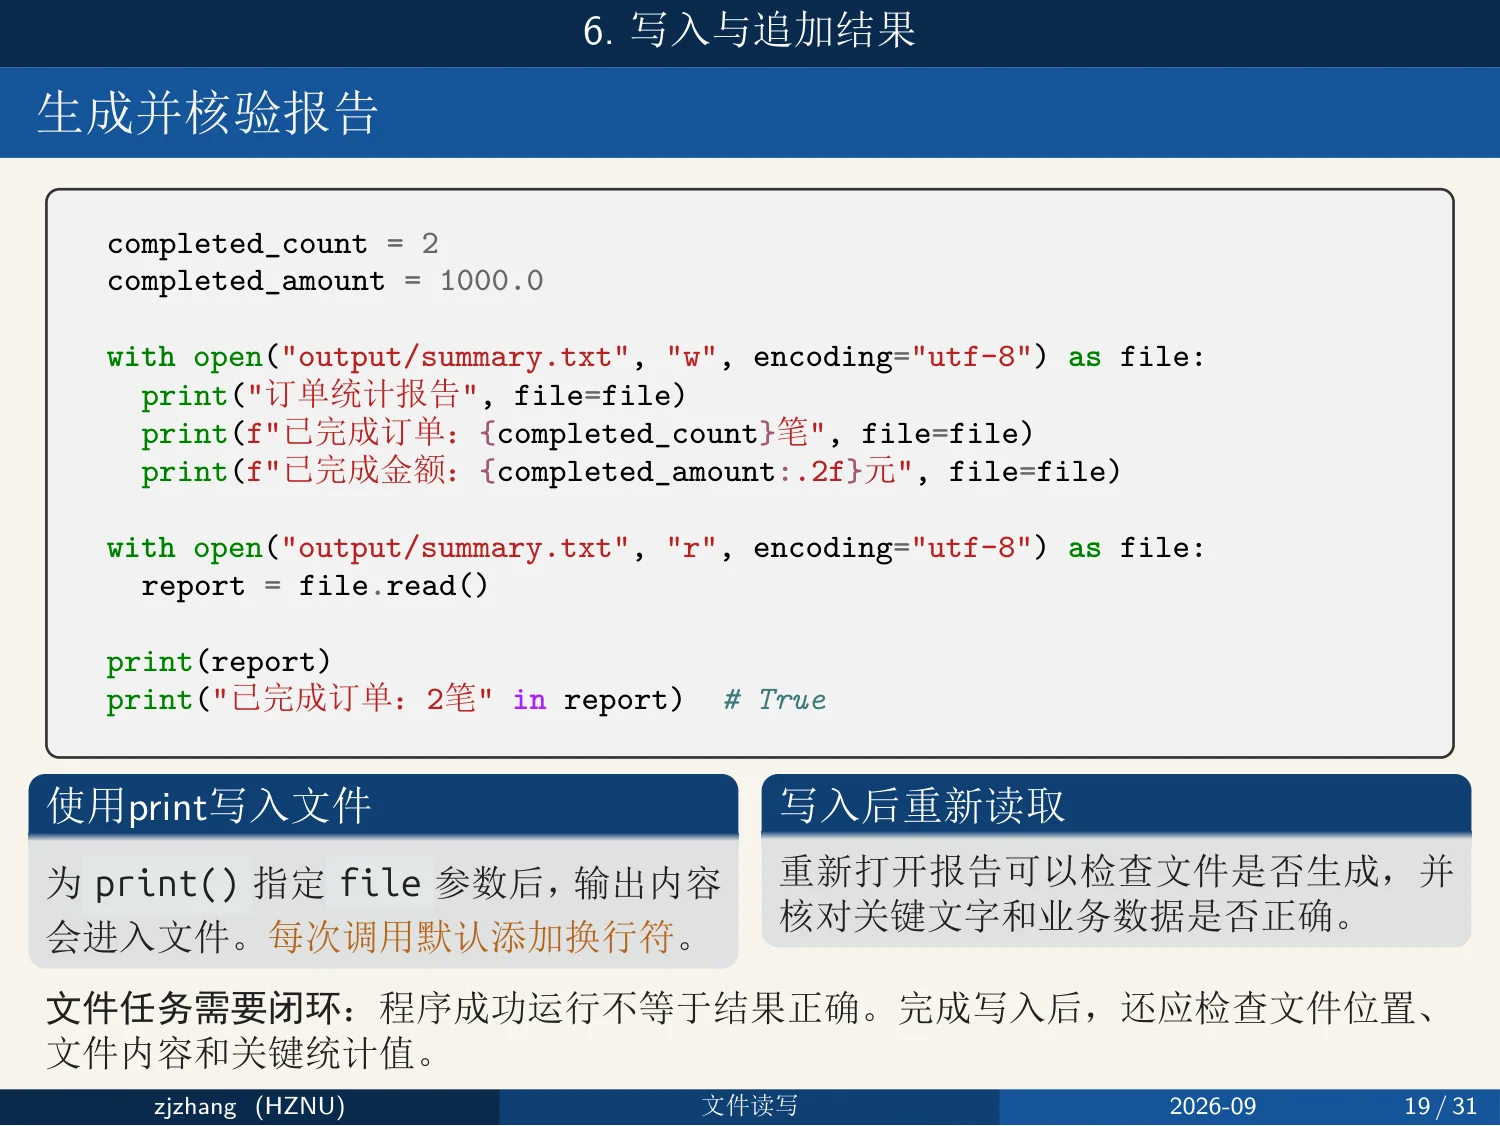 6. 写入与追加结果
生成并核验报告
completed_count = 2
completed_amount = 1000.0
with open("output/summary.txt", "w", encoding="utf-8") as file:
  print("订单统计报告", file=file)
  print(f"已完成订单：{completed_count}笔", file=file)
  print(f"已完成金额：{completed_amount:.2f}元", file=file)
with open("output/summary.txt", "r", encoding="utf-8") as file:
  report = file.read()
print(report)
print("已完成订单：2笔" in report)  # True
使用print写入文件
为 print() 指定 file 参数后，输出内容
会进入文件。每次调用默认添加换行符。
写入后重新读取
重新打开报告可以检查文件是否生成，并
核对关键文字和业务数据是否正确。
文件任务需要闭环：程序成功运行不等于结果正确。完成写入后，还应检查文件位置、
文件内容和关键统计值。
zjzhang (HZNU) 文件读写 2026-09 19 / 31